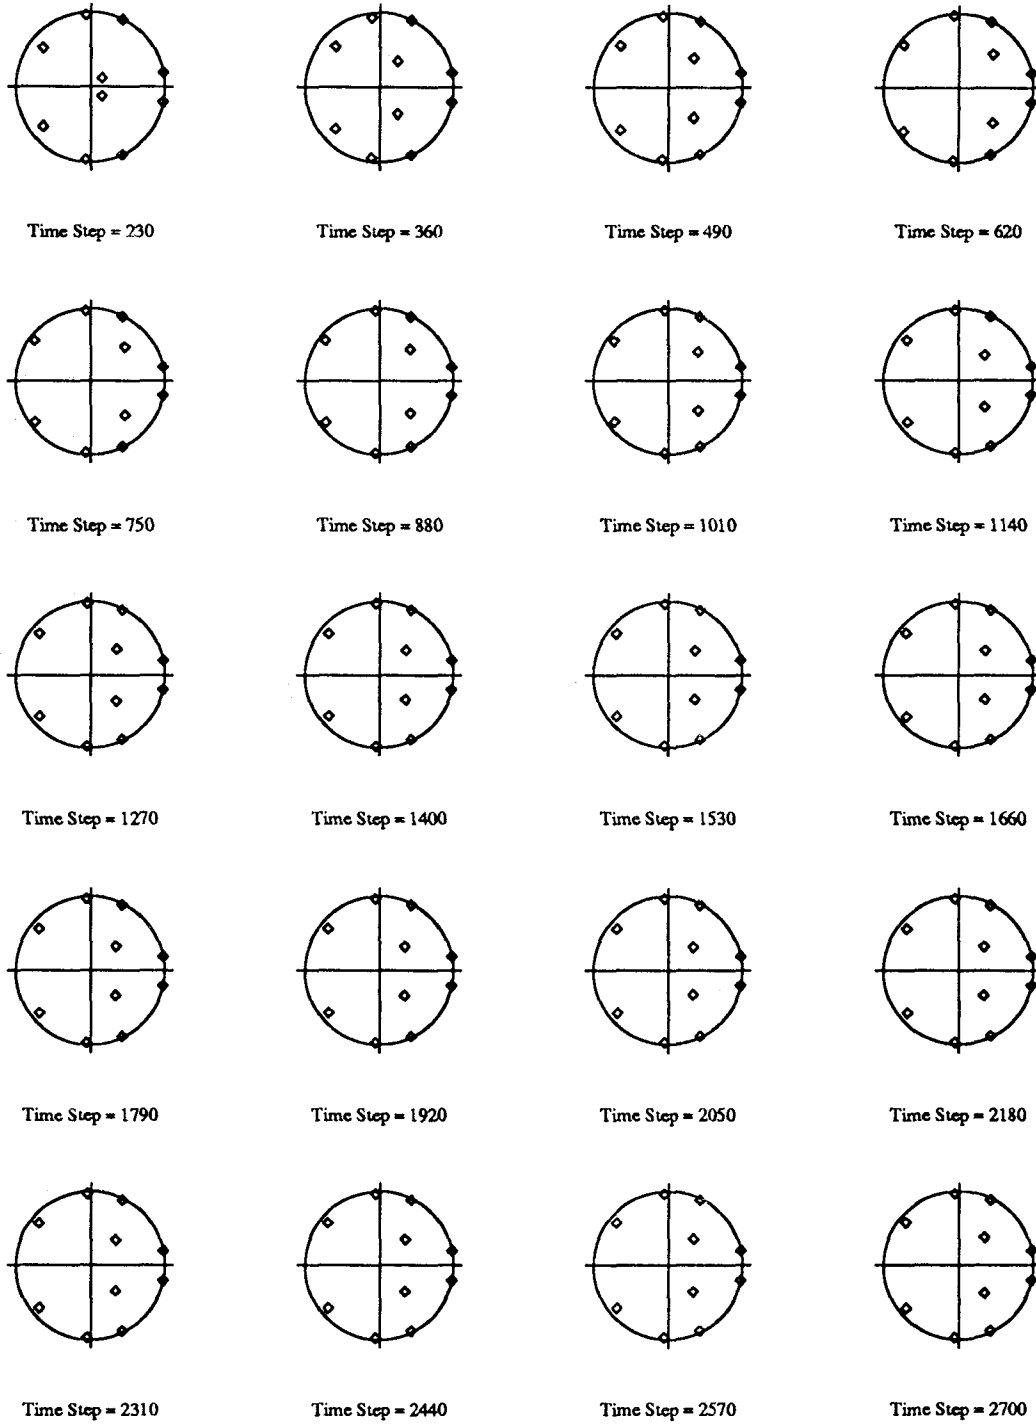 Time Step = 230
Time Step = 360
Time Step = 490
Time Step = 620
Time Step = 750
Time Step = 880
Time Step = 1010
Time Step = 1140
Time Step = 1270
Time Step = 1400
Time Step = 1530
Time Step = 1660
Time Step = 1790
Time Step = 1920
Time Step = 2050
Time Step = 2180
Time Step = 2310
Time Step = 2440
Time Step = 2570
Time Step = 2700